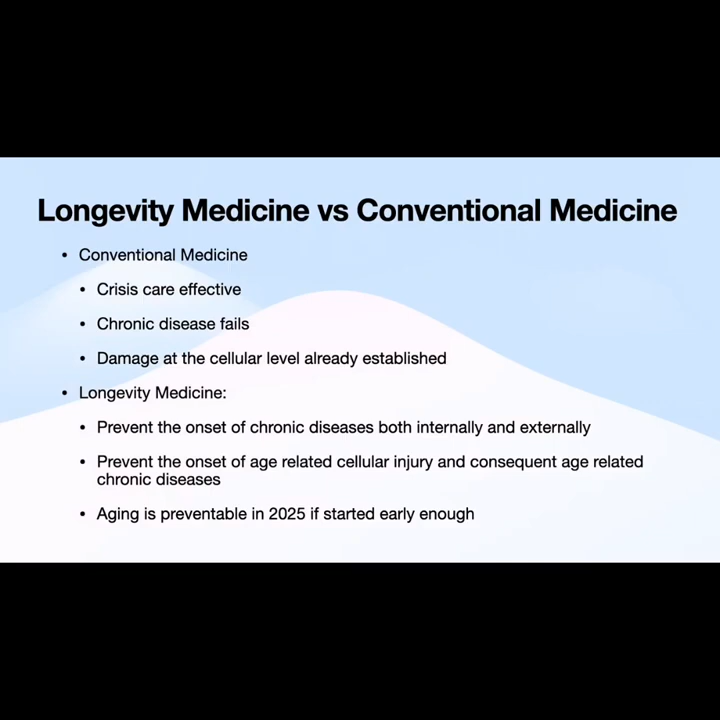 Longevity Medicine vs Conventional Medicine
• Conventional Medicine
• Crisis care effective
• Chronic disease fails
• Damage at the cellular level already established
• Longevity Medicine:
• Prevent the onset of chronic diseases both internally and externally
• Prevent the onset of age related cellular injury and consequent age related
chronic diseases
• Aging is preventable in 2025 if started early enough